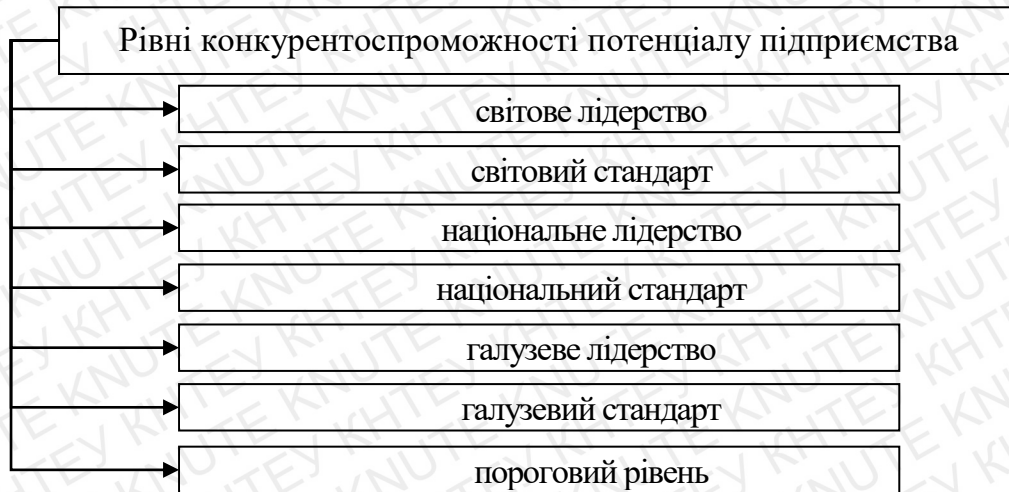 Рівні конкурентоспроможності потенціалу підприємства
світове лідерство
світовий стандарт
національне лідерство
національний стандарт
галузеве лідерство
галузевий стандарт
пороговий рівень